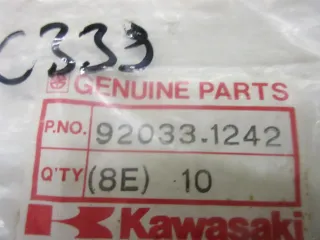 C333
GENUINE PARTS
P.NO. 92033-1242
Q'TY (8E) 10
Kawasaki